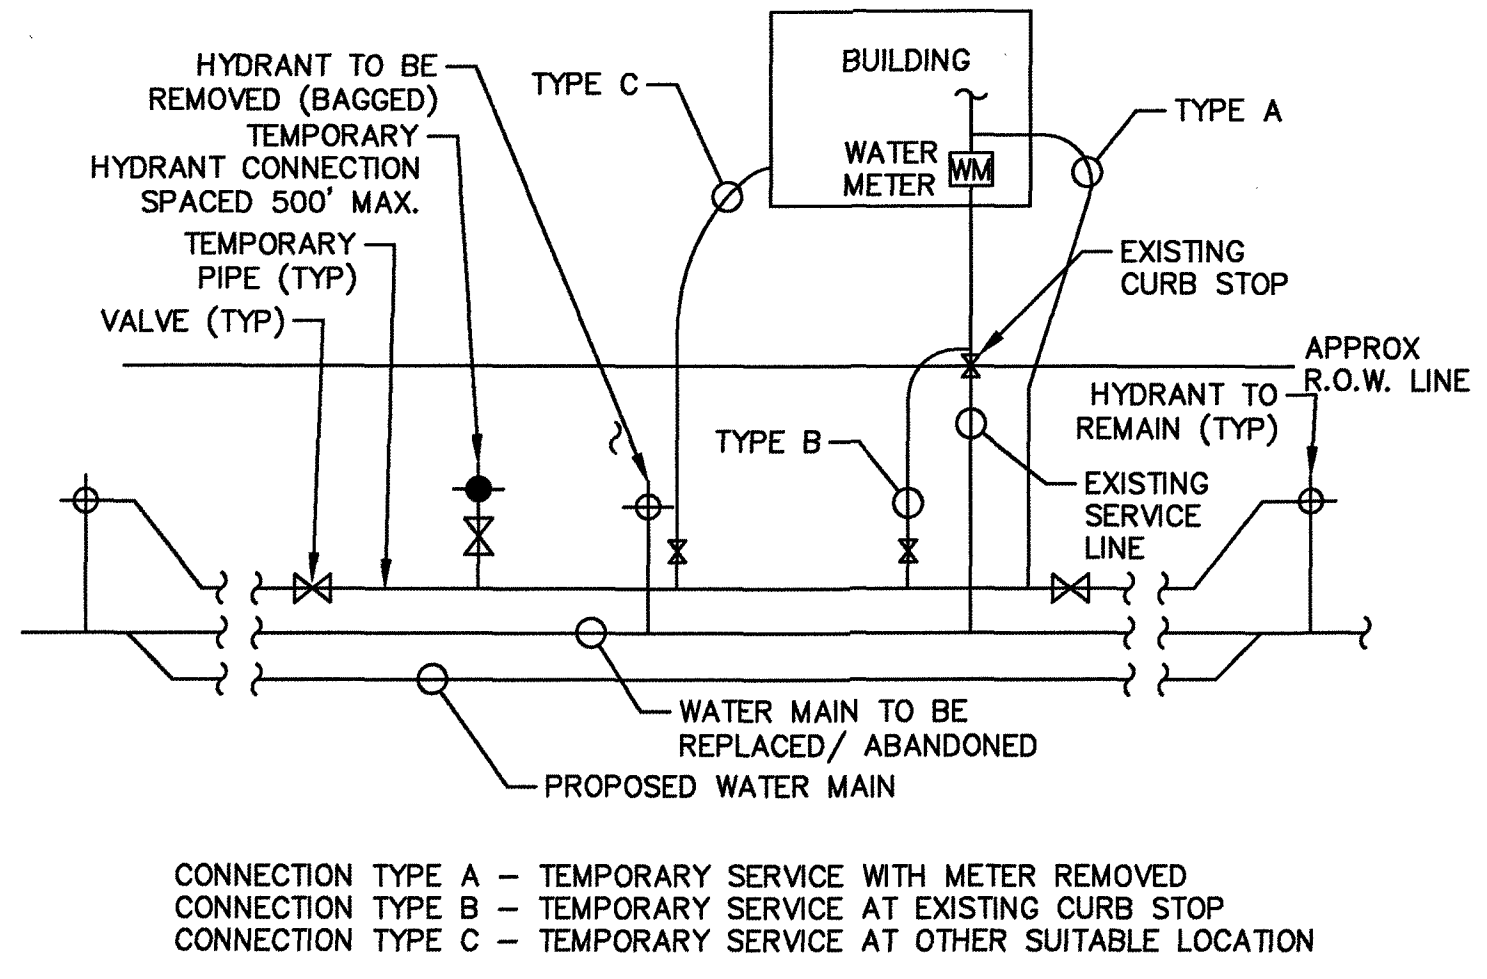 HYDRANT TO BE
REMOVED (BAGGED)
TEMPORARY
HYDRANT CONNECTION
SPACED 500' MAX.
TEMPORARY
PIPE (TYP)
VALVE (TYP)
TYPE C
BUILDING
WATER
METER
WM
TYPE A
EXISTING
CURB STOP
APPROX
R.O.W. LINE
HYDRANT TO
REMAIN (TYP)
TYPE B
EXISTING
SERVICE
LINE
WATER MAIN TO BE
REPLACED/ ABANDONED
PROPOSED WATER MAIN
CONNECTION TYPE A – TEMPORARY SERVICE WITH METER REMOVED
CONNECTION TYPE B – TEMPORARY SERVICE AT EXISTING CURB STOP
CONNECTION TYPE C – TEMPORARY SERVICE AT OTHER SUITABLE LOCATION